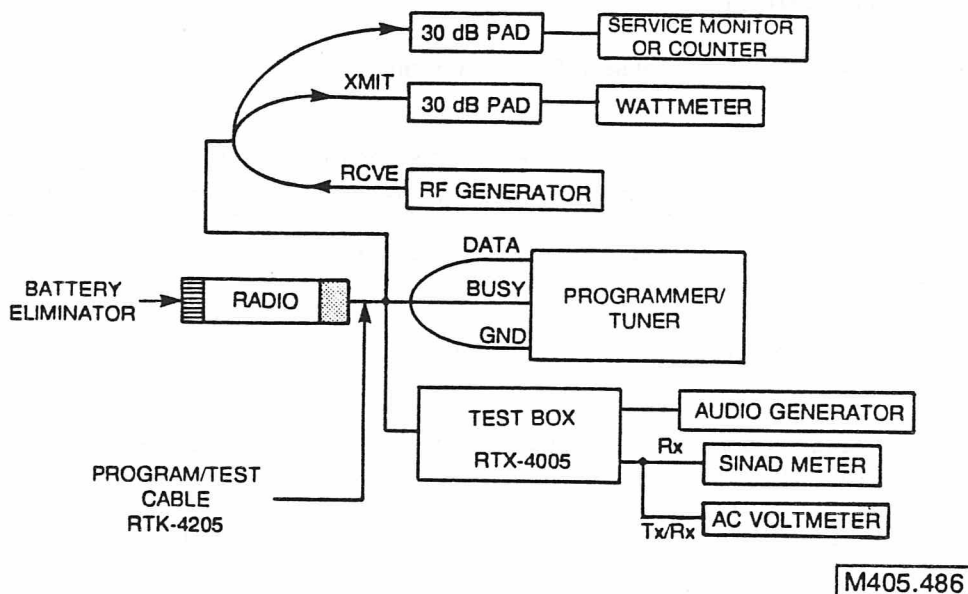 30 dB PAD
SERVICE MONITOR
OR COUNTER
XMIT
30 dB PAD
WATTMETER
RCVE
RF GENERATOR
BATTERY
ELIMINATOR
RADIO
DATA
BUSY
GND
PROGRAMMER/
TUNER
TEST BOX
RTX-4005
AUDIO GENERATOR
Rx
SINAD METER
Tx/Rx
AC VOLTMETER
PROGRAM/TEST
CABLE
RTK-4205
M405.486